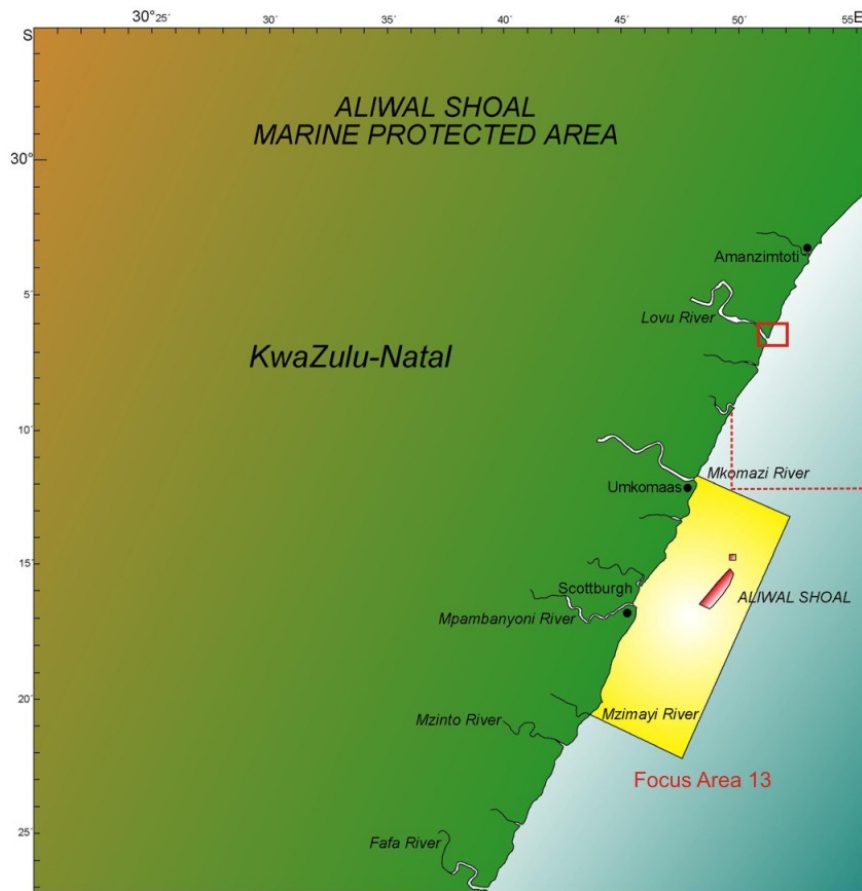 30°25′
30′
35′
40′
45′
50′
55′E
S
ALIWAL SHOAL
MARINE PROTECTED AREA
30°
Amanzimtoti
5′
Lovu River
KwaZulu-Natal
10′
Mkomazi River
Umkomaas
15′
Scottburgh
ALIWAL SHOAL
Mpambanyoni River
20′
Mzimayi River
Mzinto River
Focus Area 13
25′
Fafa River